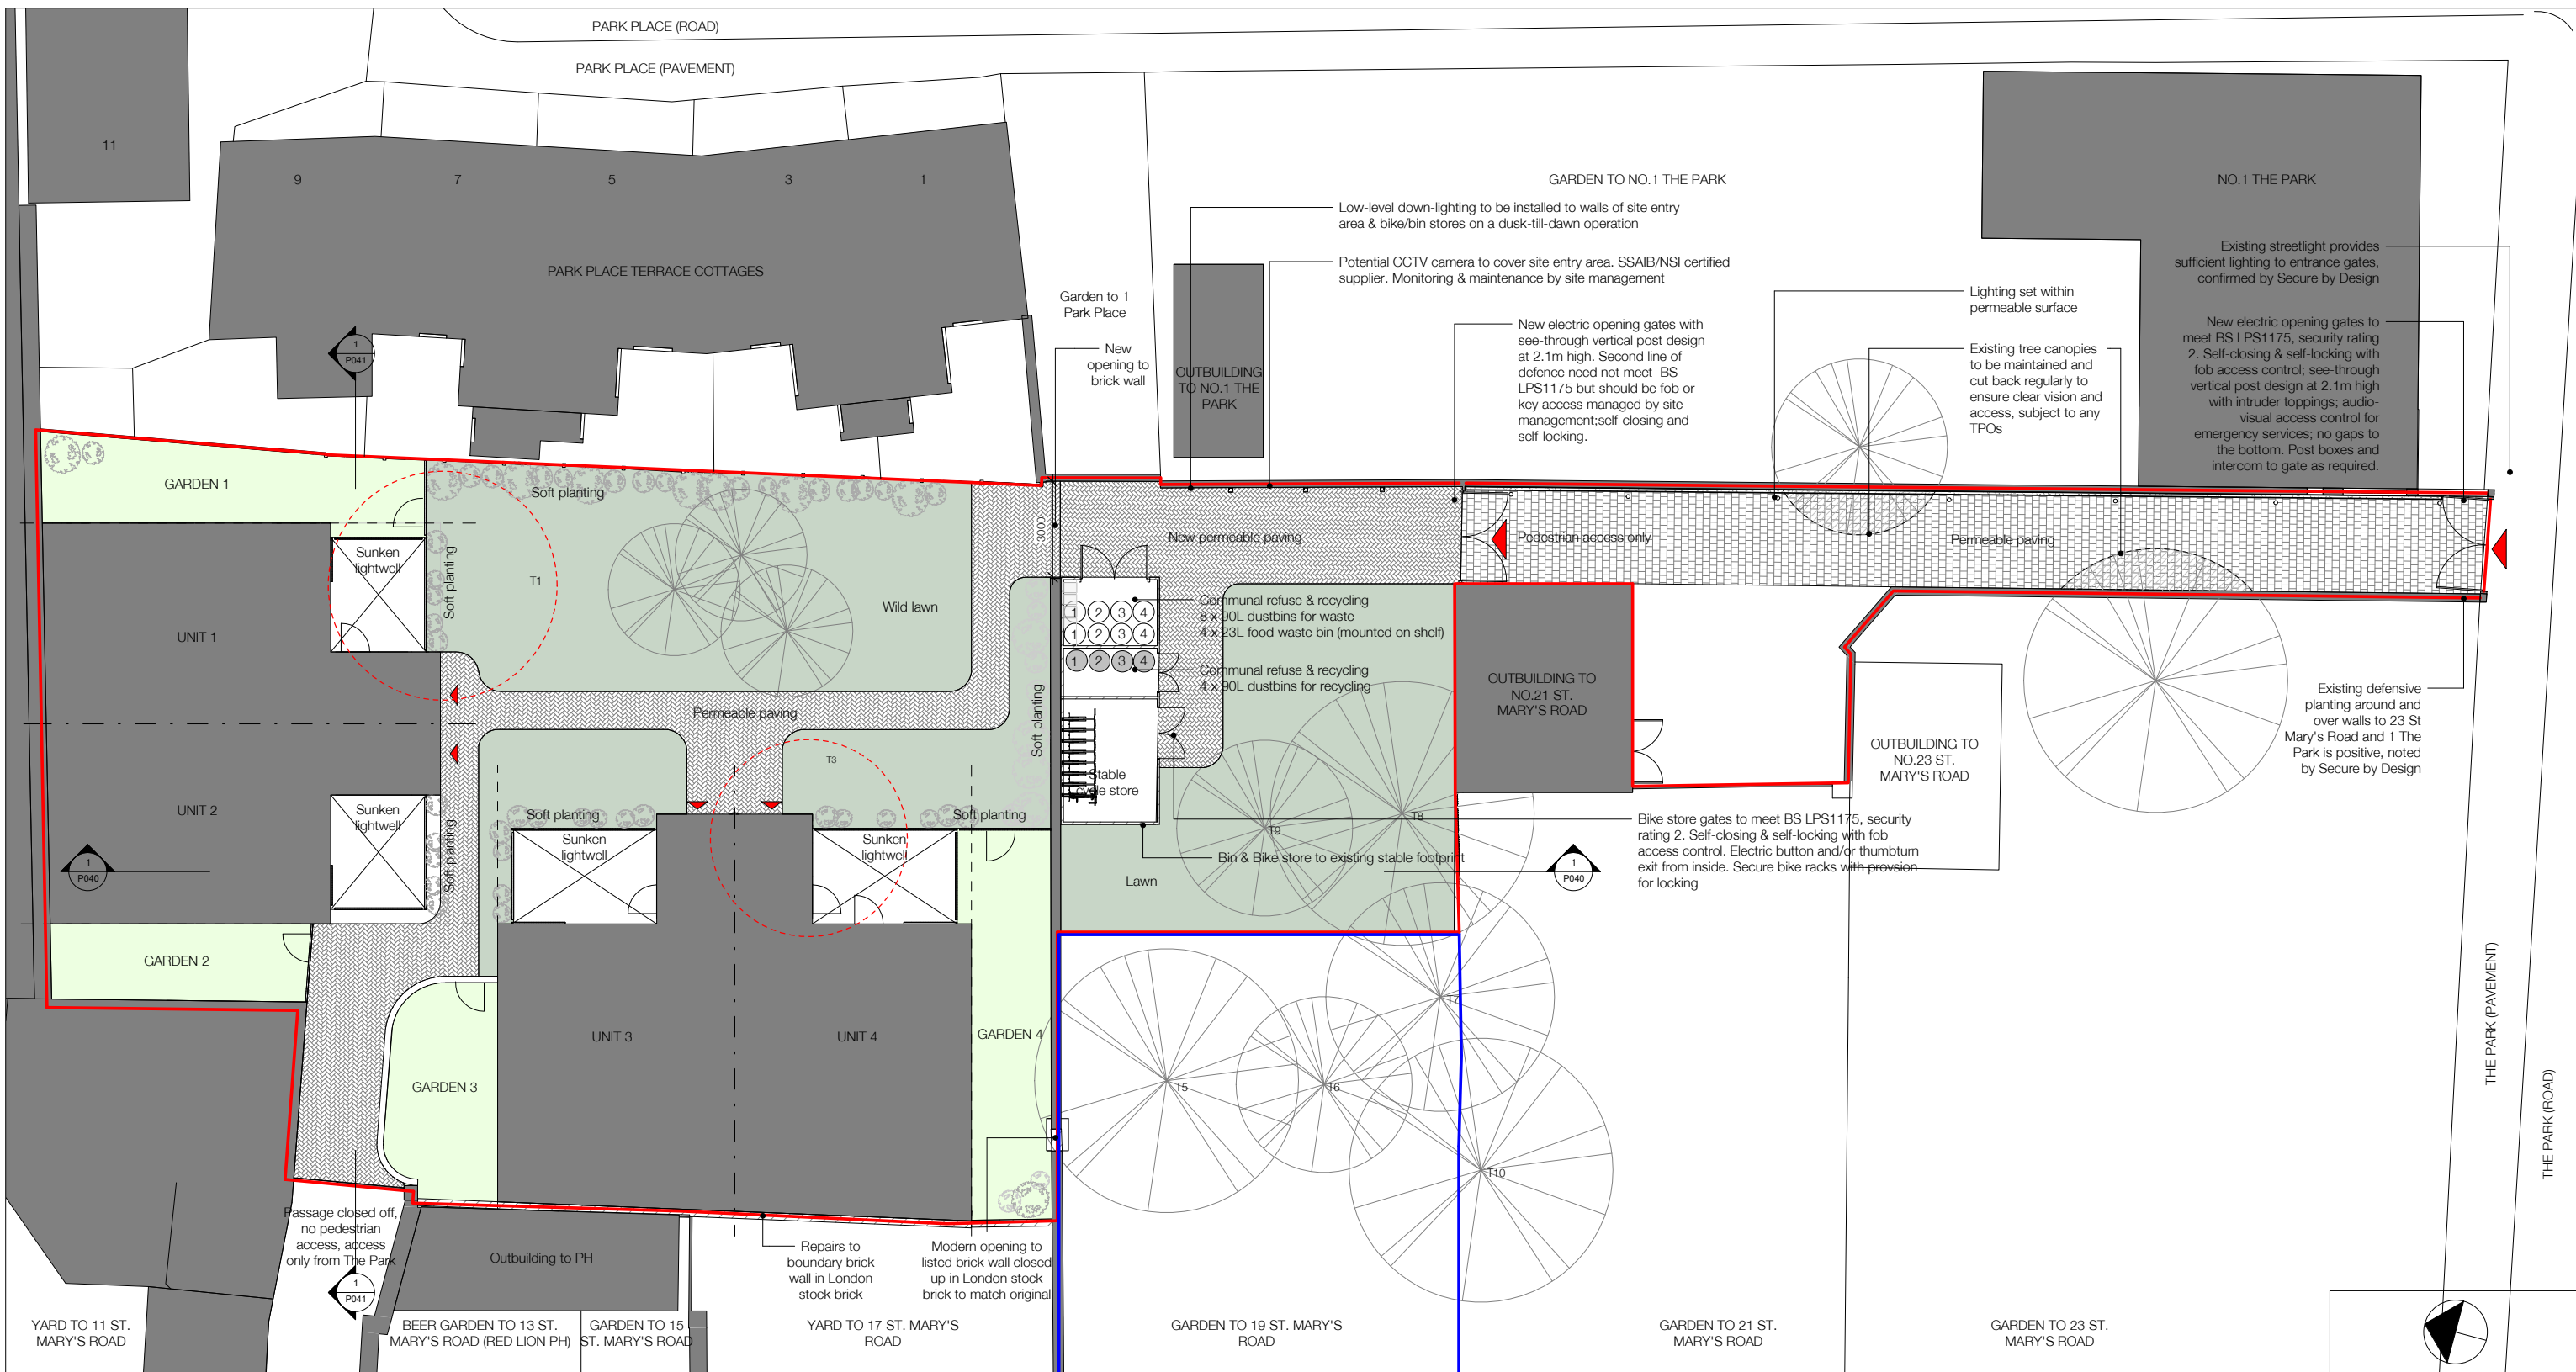 PARK PLACE (ROAD)
PARK PLACE (PAVEMENT)
11
9
7
5
3
1
PARK PLACE TERRACE COTTAGES
GARDEN TO NO.1 THE PARK
NO.1 THE PARK
Low-level down-lighting to be installed to walls of site entry
area & bike/bin stores on a dusk-till-dawn operation
Potential CCTV camera to cover site entry area. SSAIB/NSI certified
supplier. Monitoring & maintenance by site management
Existing streetlight provides
sufficient lighting to entrance gates,
confirmed by Secure by Design
Garden to 1
Park Place
Lighting set within
permeable surface
New electric opening gates with
see-through vertical post design
at 2.1m high. Second line of
defence need not meet BS
LPS1175 but should be fob or
key access managed by site
management;self-closing and
self-locking.
New electric opening gates to
meet BS LPS1175, security rating
2. Self-closing & self-locking with
fob access control; see-through
vertical post design at 2.1m high
with intruder toppings; audio-
visual access control for
emergency services; no gaps to
the bottom. Post boxes and
intercom to gate as required.
1
P041
New
opening to
brick wall
Existing tree canopies
to be maintained and
cut back regularly to
ensure clear vision and
access, subject to any
TPOs
OUTBUILDING
TO NO.1 THE
PARK
GARDEN 1
Soft planting
3000
New permeable paving
Pedestrian access only
Permeable paving
Sunken
lightwell
Soft planting
T1
Wild lawn
UNIT 1
Communal refuse & recycling
8 x 90L dustbins for waste
4 x 23L food waste bin (mounted on shelf)
1 2 3 4
1 2 3 4
1 2 3 4
Communal refuse & recycling
4 x 90L dustbins for recycling
OUTBUILDING TO
NO.21 ST.
MARY'S ROAD
Existing defensive
planting around and
over walls to 23 St
Mary's Road and 1 The
Park is positive, noted
by Secure by Design
Permeable paving
Soft planting
OUTBUILDING TO
NO.23 ST.
MARY'S ROAD
T3
Stable
cycle store
UNIT 2
Sunken
lightwell
Soft planting
Soft planting
Soft planting
T9
T8
Bike store gates to meet BS LPS1175, security
rating 2. Self-closing & self-locking with fob
access control. Electric button and/or thumbturn
exit from inside. Secure bike racks with provsion
for locking
Sunken
lightwell
Sunken
lightwell
Bin & Bike store to existing stable footprint
1
P040
1
P040
Lawn
GARDEN 2
T7
UNIT 3
UNIT 4
GARDEN 4
THE PARK (PAVEMENT)
THE PARK (ROAD)
GARDEN 3
T5
T6
T10
Passage closed off,
no pedestrian
access, access
only from The Park
Outbuilding to PH
Repairs to
boundary brick
wall in London
stock brick
Modern opening to
listed brick wall closed
up in London stock
brick to match original
1
P041
YARD TO 11 ST.
MARY'S ROAD
BEER GARDEN TO 13 ST.
MARY'S ROAD (RED LION PH)
GARDEN TO 15
ST. MARY'S ROAD
YARD TO 17 ST. MARY'S
ROAD
GARDEN TO 19 ST. MARY'S
ROAD
GARDEN TO 21 ST.
MARY'S ROAD
GARDEN TO 23 ST.
MARY'S ROAD